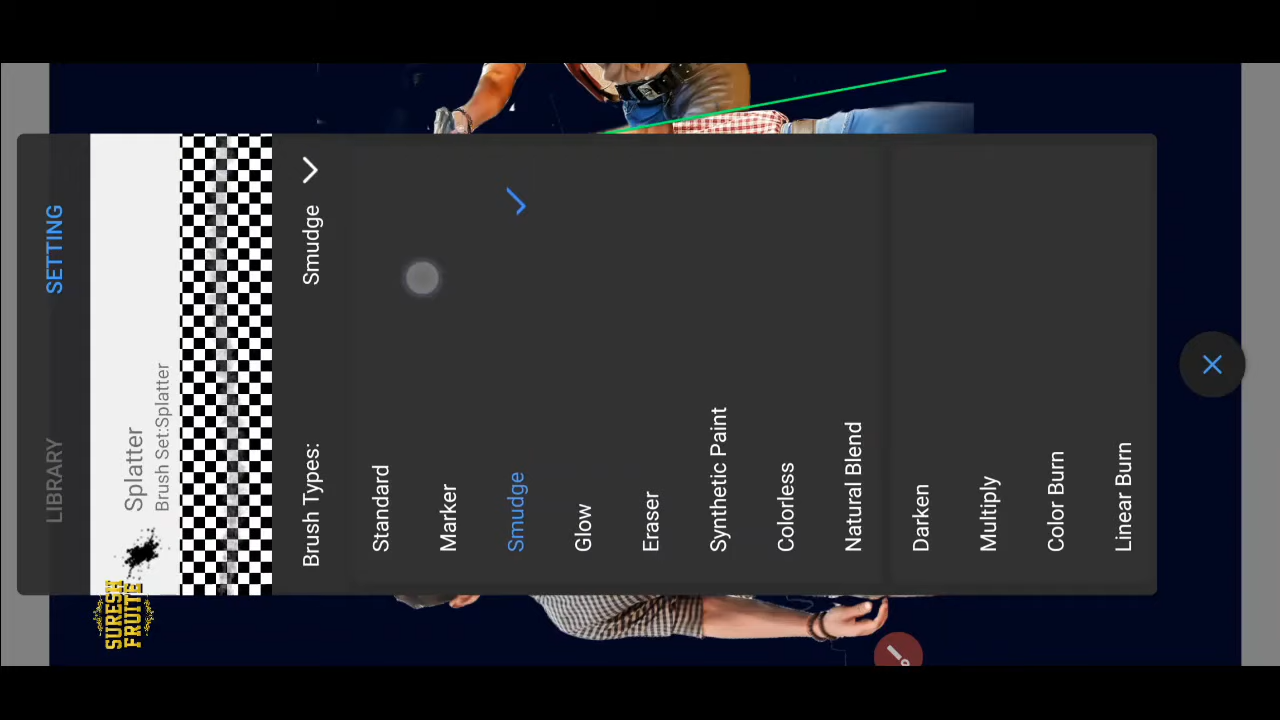 LIBRARY
SETTING
Splatter
Brush Set:Splatter
Brush Types:
Smudge
Standard
Marker
Smudge
Glow
Eraser
Synthetic Paint
Colorless
Natural Blend
Darken
Multiply
Color Burn
Linear Burn
SURESH
FRUITE